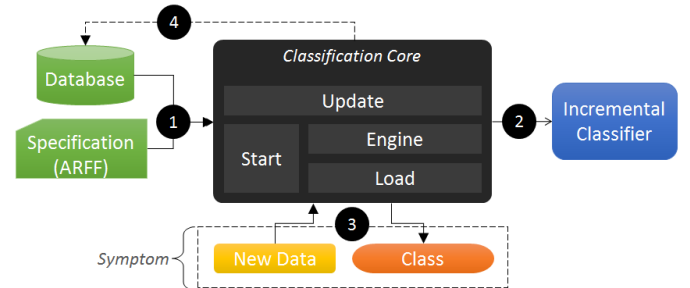 4
Classification Core
Database
Update
1
2
Incremental
Classifier
Specification
(ARFF)
Start
Engine
Load
3
Symptom
New Data
Class